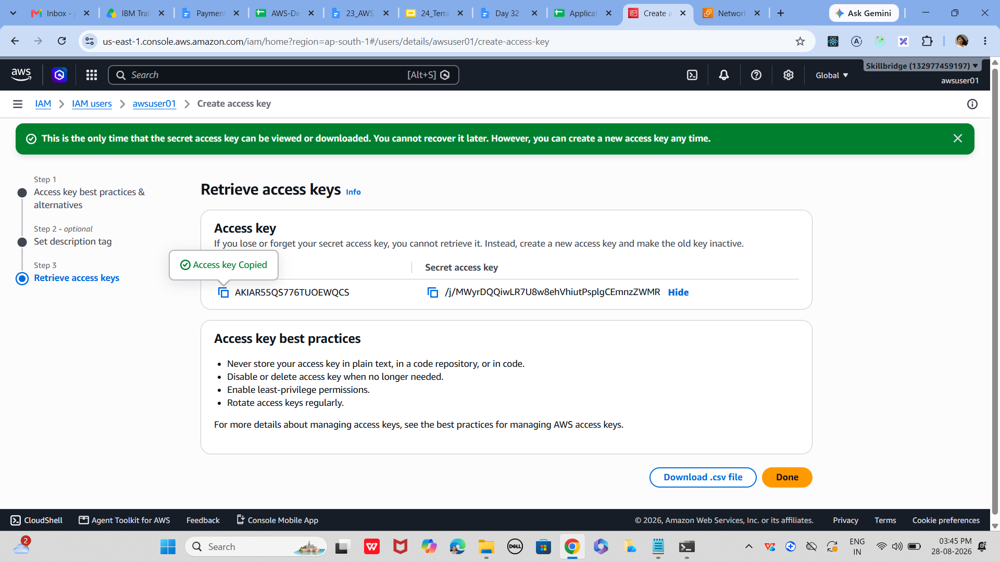 Inbox -
IBM Trai
Payment
AWS-De
23_AWS
24_Terra
Day 32 -
Applicat
Create a
Network
Ask Gemini
us-east-1.console.aws.amazon.com/iam/home?region=ap-south-1#/users/details/awsuser01/create-access-key
aws
Search
[Alt+S]
Global
Skillbridge (132977459197)
awsuser01
IAM
IAM users
awsuser01
Create access key
This is the only time that the secret access key can be viewed or downloaded. You cannot recover it later. However, you can create a new access key any time.
Step 1
Access key best practices &
alternatives
Step 2 - optional
Set description tag
Step 3
Retrieve access keys
Retrieve access keys Info
Access key
If you lose or forget your secret access key, you cannot retrieve it. Instead, create a new access key and make the old key inactive.
Access key Copied
Secret access key
AKIAR55QS776TUOEWQCS
/j/MWyrDQQiwLR7U8w8ehVhiutPsplgCEmnzZWMR Hide
Access key best practices
Never store your access key in plain text, in a code repository, or in code.
Disable or delete access key when no longer needed.
Enable least-privilege permissions.
Rotate access keys regularly.
For more details about managing access keys, see the best practices for managing AWS access keys.
Download .csv file
Done
CloudShell
Agent Toolkit for AWS
Feedback
Console Mobile App
© 2026, Amazon Web Services, Inc. or its affiliates.
Privacy
Terms
Cookie preferences
2
Search
DELL
ENG
IN
03:45 PM
28-08-2026